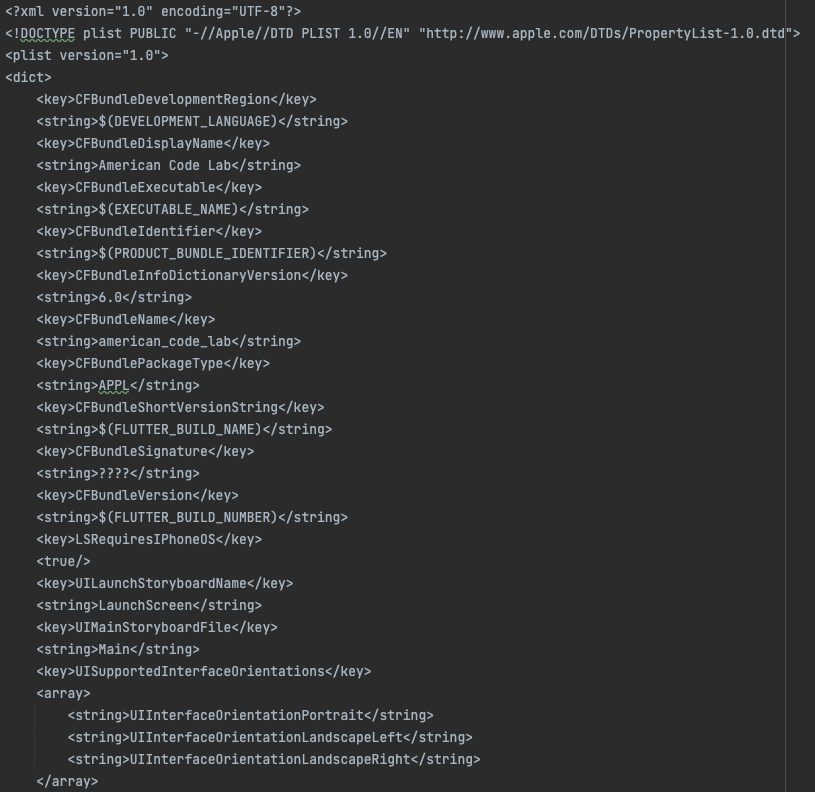 <?xml version="1.0" encoding="UTF-8"?>
<!DOCTYPE plist PUBLIC "-//Apple//DTD PLIST 1.0//EN" "http://www.apple.com/DTDs/PropertyList-1.0.dtd">
<plist version="1.0">
<dict>
    <key>CFBundleDevelopmentRegion</key>
    <string>$(DEVELOPMENT_LANGUAGE)</string>
    <key>CFBundleDisplayName</key>
    <string>American Code Lab</string>
    <key>CFBundleExecutable</key>
    <string>$(EXECUTABLE_NAME)</string>
    <key>CFBundleIdentifier</key>
    <string>$(PRODUCT_BUNDLE_IDENTIFIER)</string>
    <key>CFBundleInfoDictionaryVersion</key>
    <string>6.0</string>
    <key>CFBundleName</key>
    <string>american_code_lab</string>
    <key>CFBundlePackageType</key>
    <string>APPL</string>
    <key>CFBundleShortVersionString</key>
    <string>$(FLUTTER_BUILD_NAME)</string>
    <key>CFBundleSignature</key>
    <string>????</string>
    <key>CFBundleVersion</key>
    <string>$(FLUTTER_BUILD_NUMBER)</string>
    <key>LSRequiresIPhoneOS</key>
    <true/>
    <key>UILaunchStoryboardName</key>
    <string>LaunchScreen</string>
    <key>UIMainStoryboardFile</key>
    <string>Main</string>
    <key>UISupportedInterfaceOrientations</key>
    <array>
        <string>UIInterfaceOrientationPortrait</string>
        <string>UIInterfaceOrientationLandscapeLeft</string>
        <string>UIInterfaceOrientationLandscapeRight</string>
    </array>